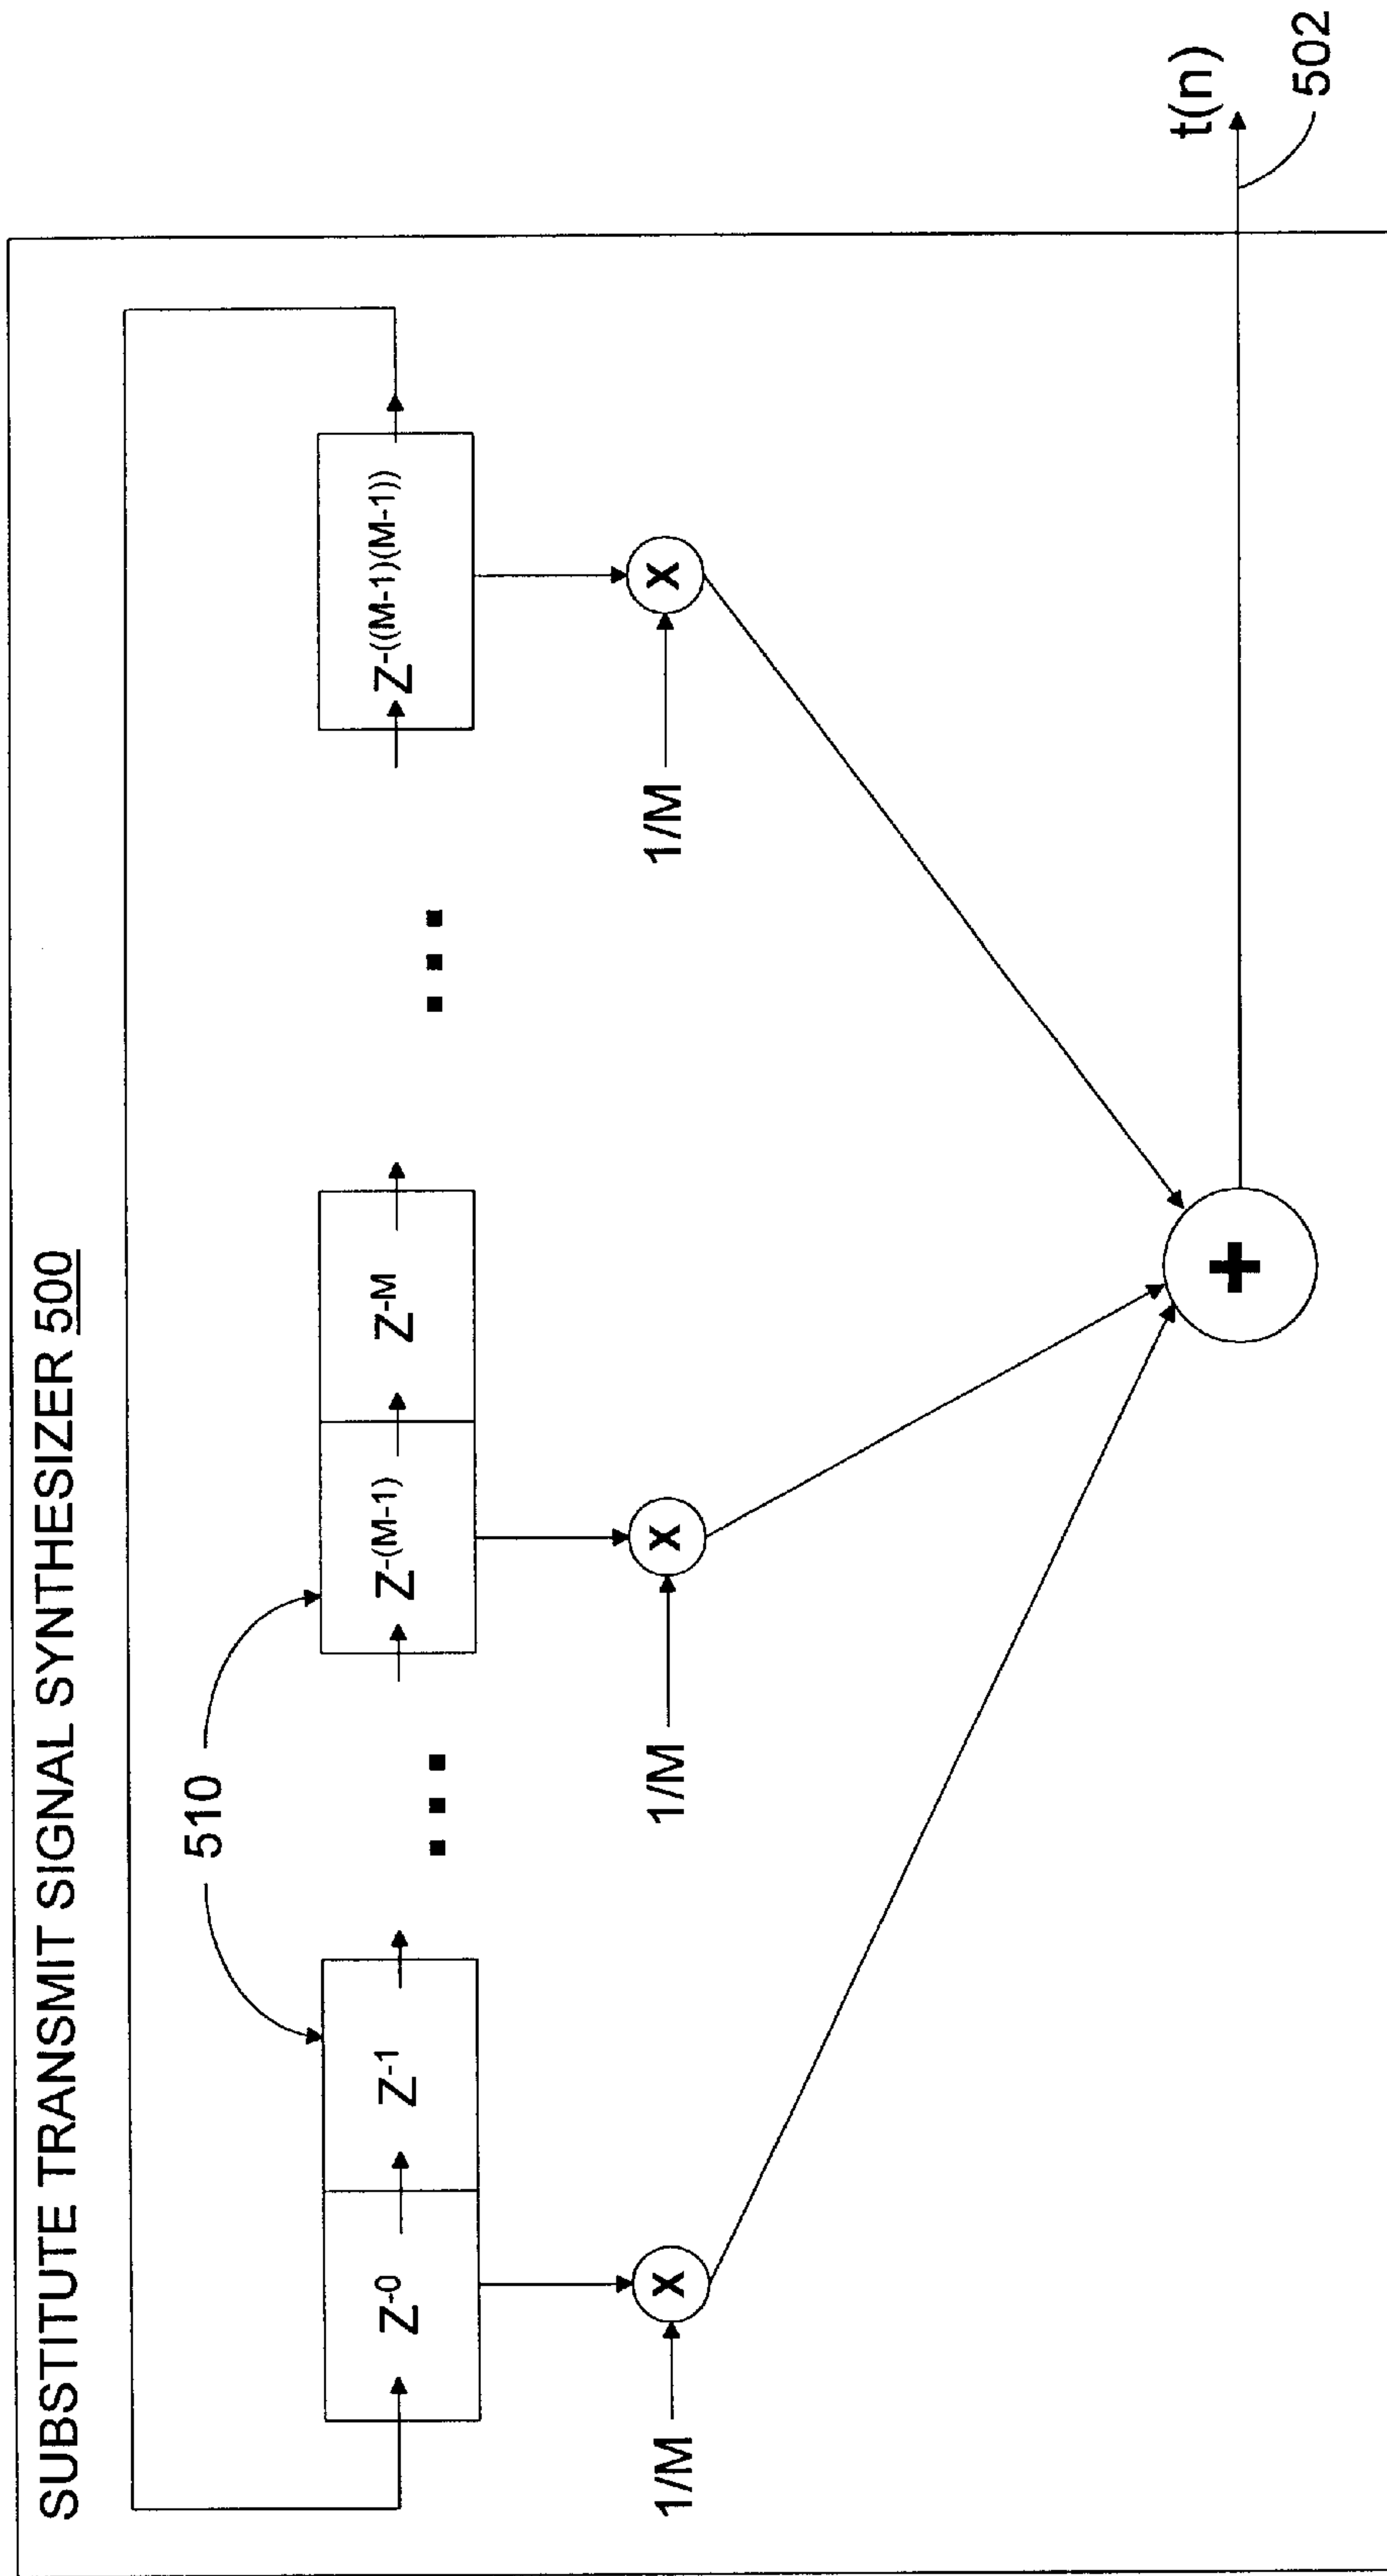 SUBSTITUTE TRANSMIT SIGNAL SYNTHESIZER 500
510
Z-0
Z-1
...
Z-(M-1)
Z-M
...
Z-((M-1)(M-1))
1/M
X
1/M
X
1/M
X
+
t(n)
502